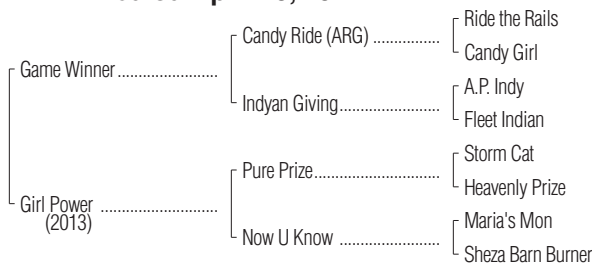 Ride the Rails
Candy Ride (ARG)
Candy Girl
Game Winner
A.P. Indy
Indyan Giving
Fleet Indian
Storm Cat
Pure Prize
Heavenly Prize
Girl Power
(2013)
Maria's Mon
Now U Know
Sheza Barn Burner